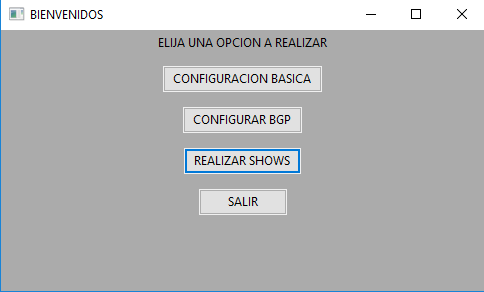 BIENVENIDOS
ELIJA UNA OPCION A REALIZAR
CONFIGURACION BASICA
CONFIGURAR BGP
REALIZAR SHOWS
SALIR